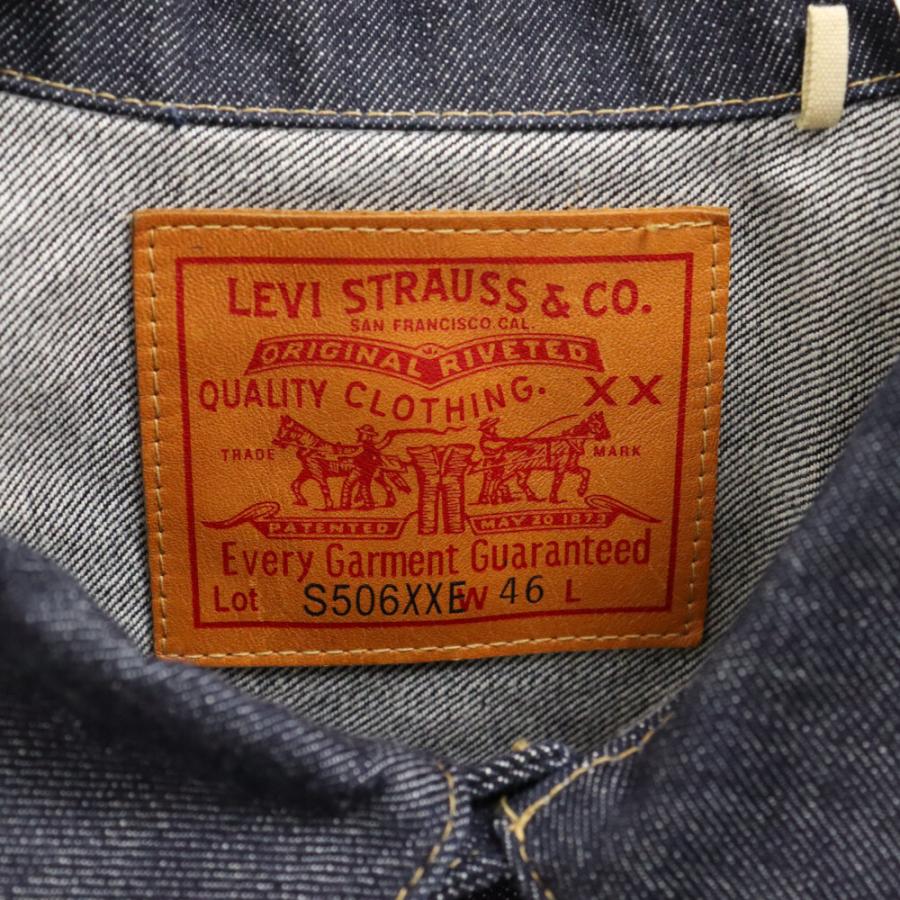 LEVI STRAUSS & CO.
SAN FRANCISCO CAL.
ORIGINAL RIVETED
QUALITY CLOTHING. XX
TRADE MARK
PATENTED MAY 20 1873
Every Garment Guaranteed
Lot S506XXE W 46 L